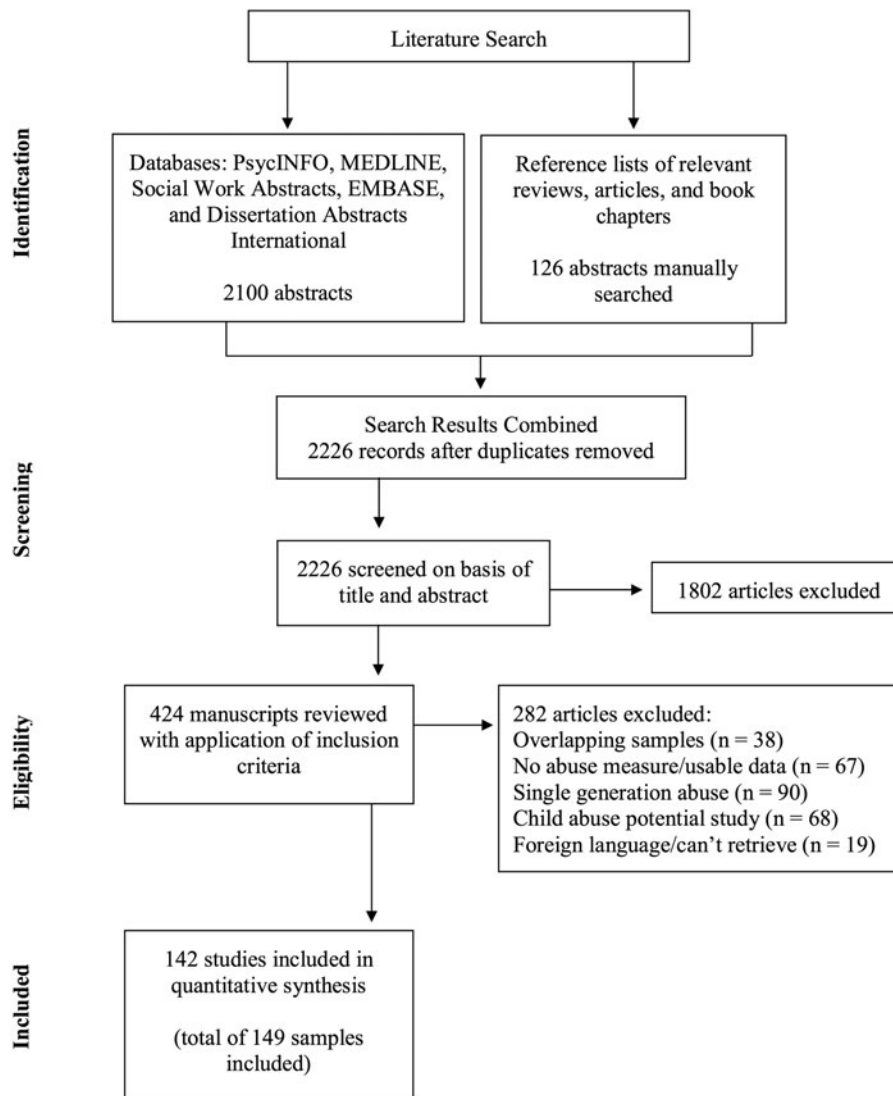 Literature Search
Identification
Databases: PsycINFO, MEDLINE,
Social Work Abstracts, EMBASE,
and Dissertation Abstracts
International
2100 abstracts
Reference lists of relevant
reviews, articles, and book
chapters
126 abstracts manually
searched
Screening
Search Results Combined
2226 records after duplicates removed
2226 screened on basis of
title and abstract
1802 articles excluded
Eligibility
424 manuscripts reviewed
with application of inclusion
criteria
282 articles excluded:
Overlapping samples (n = 38)
No abuse measure/usable data (n = 67)
Single generation abuse (n = 90)
Child abuse potential study (n = 68)
Foreign language/can’t retrieve (n = 19)
Included
142 studies included in
quantitative synthesis
(total of 149 samples
included)